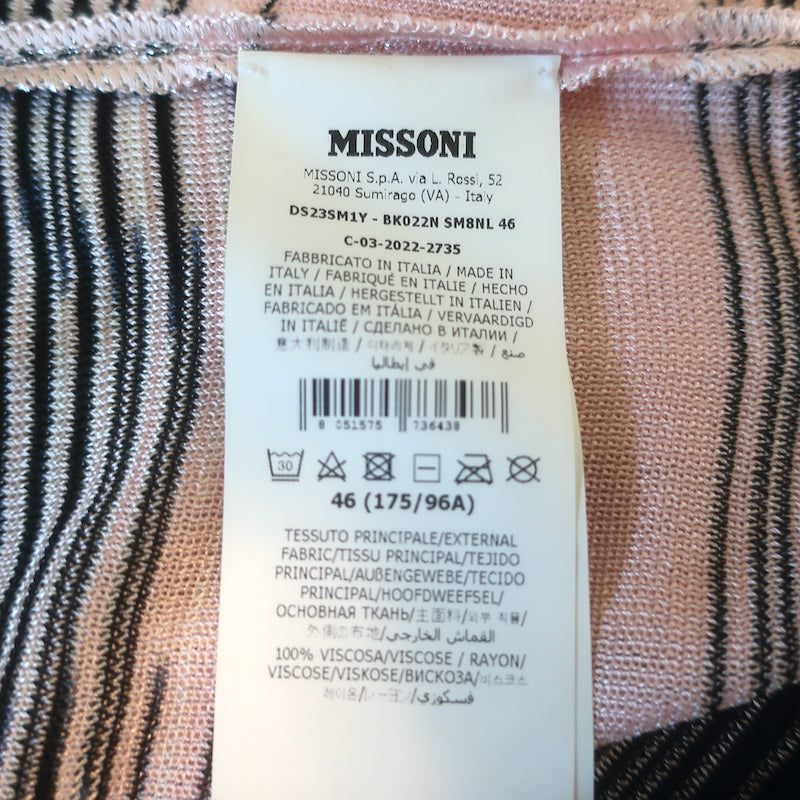 MISSONI
MISSONI S.p.A. via L. Rossi, 52
21040 Sumirago (VA) - Italy
DS23SM1Y - BK022N SM8NL 46
C-03-2022-2735
FABBRICATO IN ITALIA / MADE IN
ITALY / FABRIQUÉ EN ITALIE / HECHO
EN ITALIA / HERGESTELLT IN ITALIEN /
FABRICADO EM ITÁLIA / VERVAARDIGD
IN ITALIË / СДЕЛАНО В ИТАЛИИ /
意大利制造 / 이태리제 / イタリア製 / صنع
في إيطاليا
8 051575 736438
30
46 (175/96A)
TESSUTO PRINCIPALE/EXTERNAL
FABRIC/TISSU PRINCIPAL/TEJIDO
PRINCIPAL/AUßENGEWEBE/TECIDO
PRINCIPAL/HOOFDWEEFSEL/
ОСНОВНАЯ ТКАНЬ/主面料/외부 직물/
外側の布地/القماش الخارجي/
100% VISCOSA/VISCOSE / RAYON/
VISCOSE/VISKOSE/ВИСКОЗА/비스코스
레이온/レーヨン/فسكوزي/